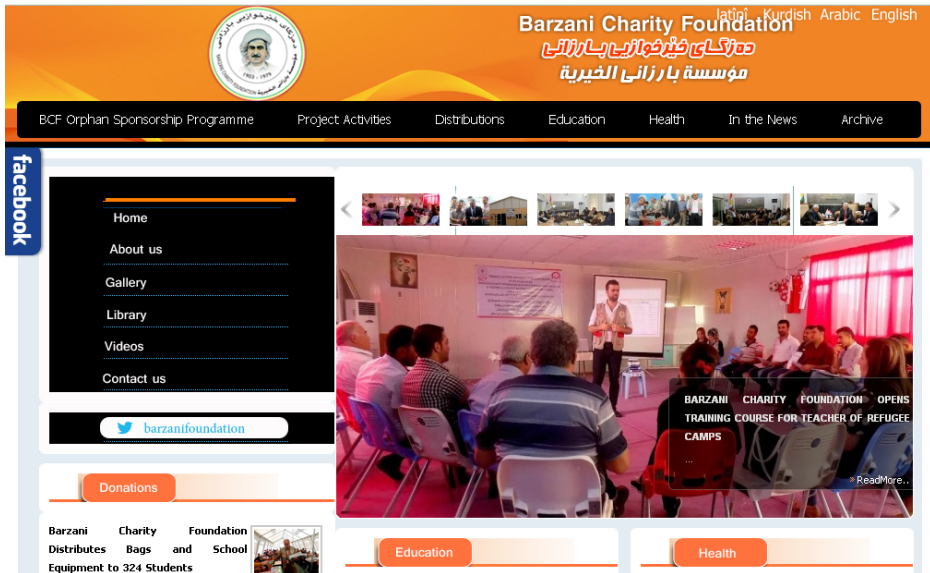 latînî Kurdish Arabic English
Barzani Charity Foundation
دەزگــای خێرخوازیی بــارزانی
مؤسسة بارزاني الخيرية
BCF Orphan Sponsorship Programme Project Activities Distributions Education Health In the News Archive
facebook
Home
About us
Gallery
Library
Videos
Contact us
barzanifoundation
BARZANI CHARITY FOUNDATION OPENS
TRAINING COURSE FOR TEACHER OF REFUGEE
CAMPS
...
» ReadMore..
Donations
Barzani Charity Foundation
Distributes Bags and School
Equipment to 324 Students
Education
Health